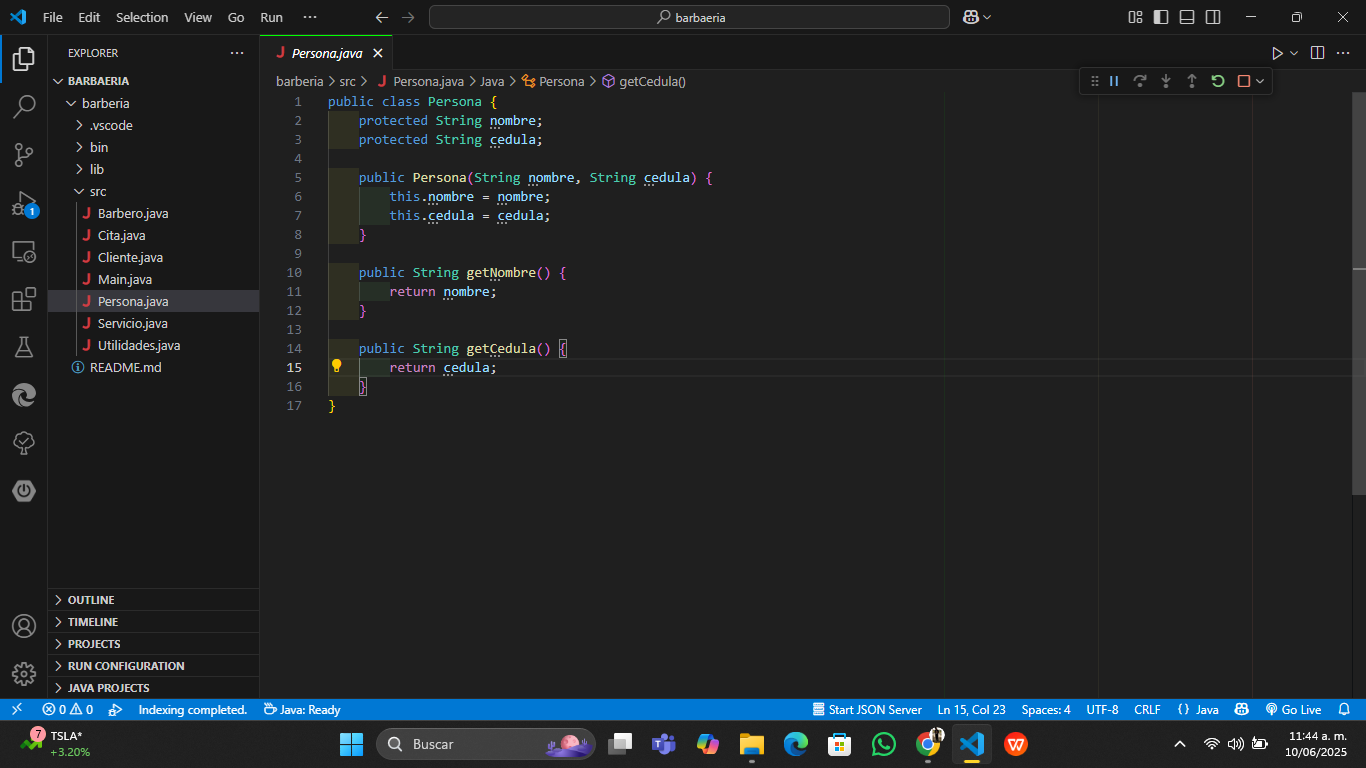 File Edit Selection View Go Run ···
barbaeria
EXPLORER ···
BARBAERIA
barberia
.vscode
bin
lib
src
Barbero.java
Cita.java
Cliente.java
Main.java
Persona.java
Servicio.java
Utilidades.java
README.md
OUTLINE
TIMELINE
PROJECTS
RUN CONFIGURATION
JAVA PROJECTS
1
J Persona.java
barberia > src > J Persona.java > Java > Persona > getCedula()
1 public class Persona {
2 protected String nombre;
3 protected String cedula;
4
5 public Persona(String nombre, String cedula) {
6 this.nombre = nombre;
7 this.cedula = cedula;
8 }
9
10 public String getNombre() {
11 return nombre;
12 }
13
14 public String getCedula() {
15 return cedula;
16 }
17 }
0 0 Indexing completed. Java: Ready Start JSON Server Ln 15, Col 23 Spaces: 4 UTF-8 CRLF {} Java Go Live
7 TSLA*
+3.20%
Buscar
11:44 a. m.
10/06/2025